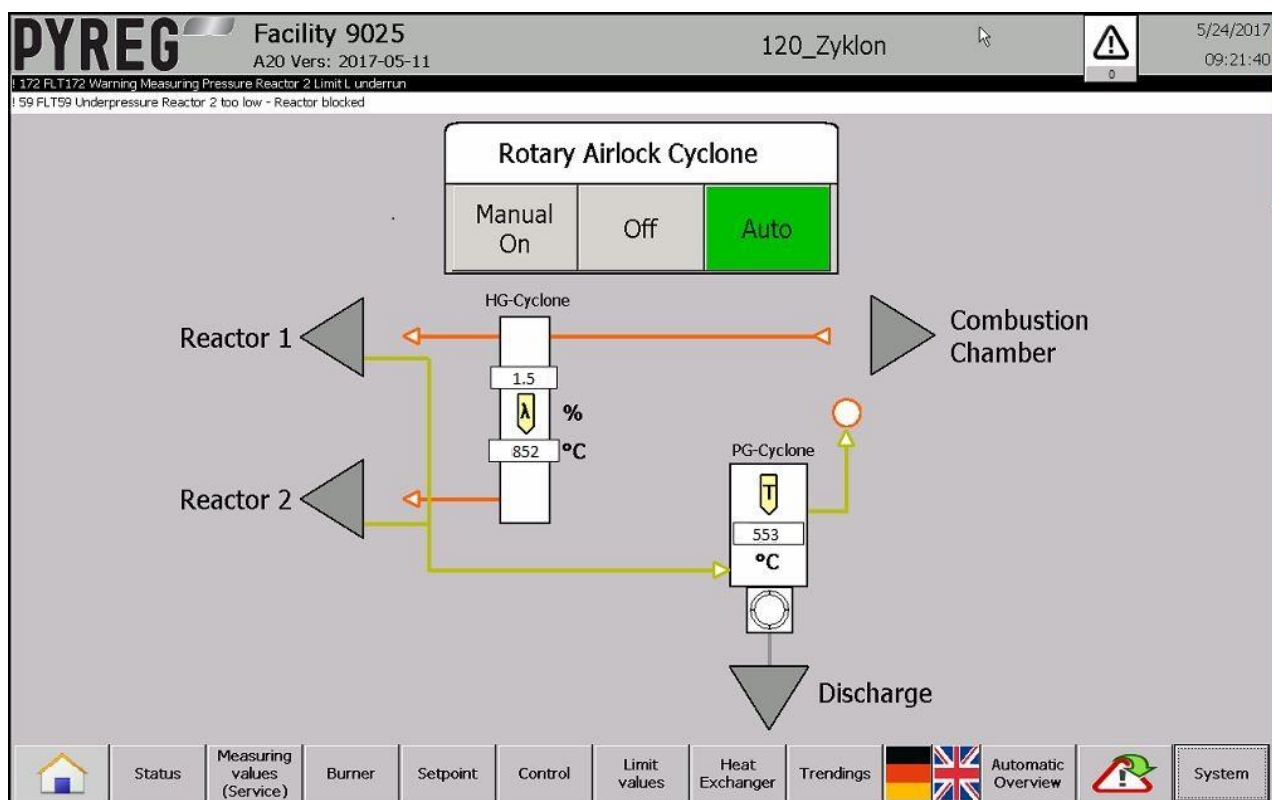 PYREG
Facility 9025
A20 Vers: 2017-05-11
120_Zyklon
0
5/24/2017
09:21:40
! 172 FLT172 Warning Measuring Pressure Reactor 2 Limit L underrun
! 59 FLT59 Underpressure Reactor 2 too low - Reactor blocked
Rotary Airlock Cyclone
Manual
On
Off
Auto
HG-Cyclone
Reactor 1
Combustion
Chamber
1.5
λ
%
852
°C
Reactor 2
PG-Cyclone
T
553
°C
Discharge
Status
Measuring
values
(Service)
Burner
Setpoint
Control
Limit
values
Heat
Exchanger
Trendings
Automatic
Overview
System